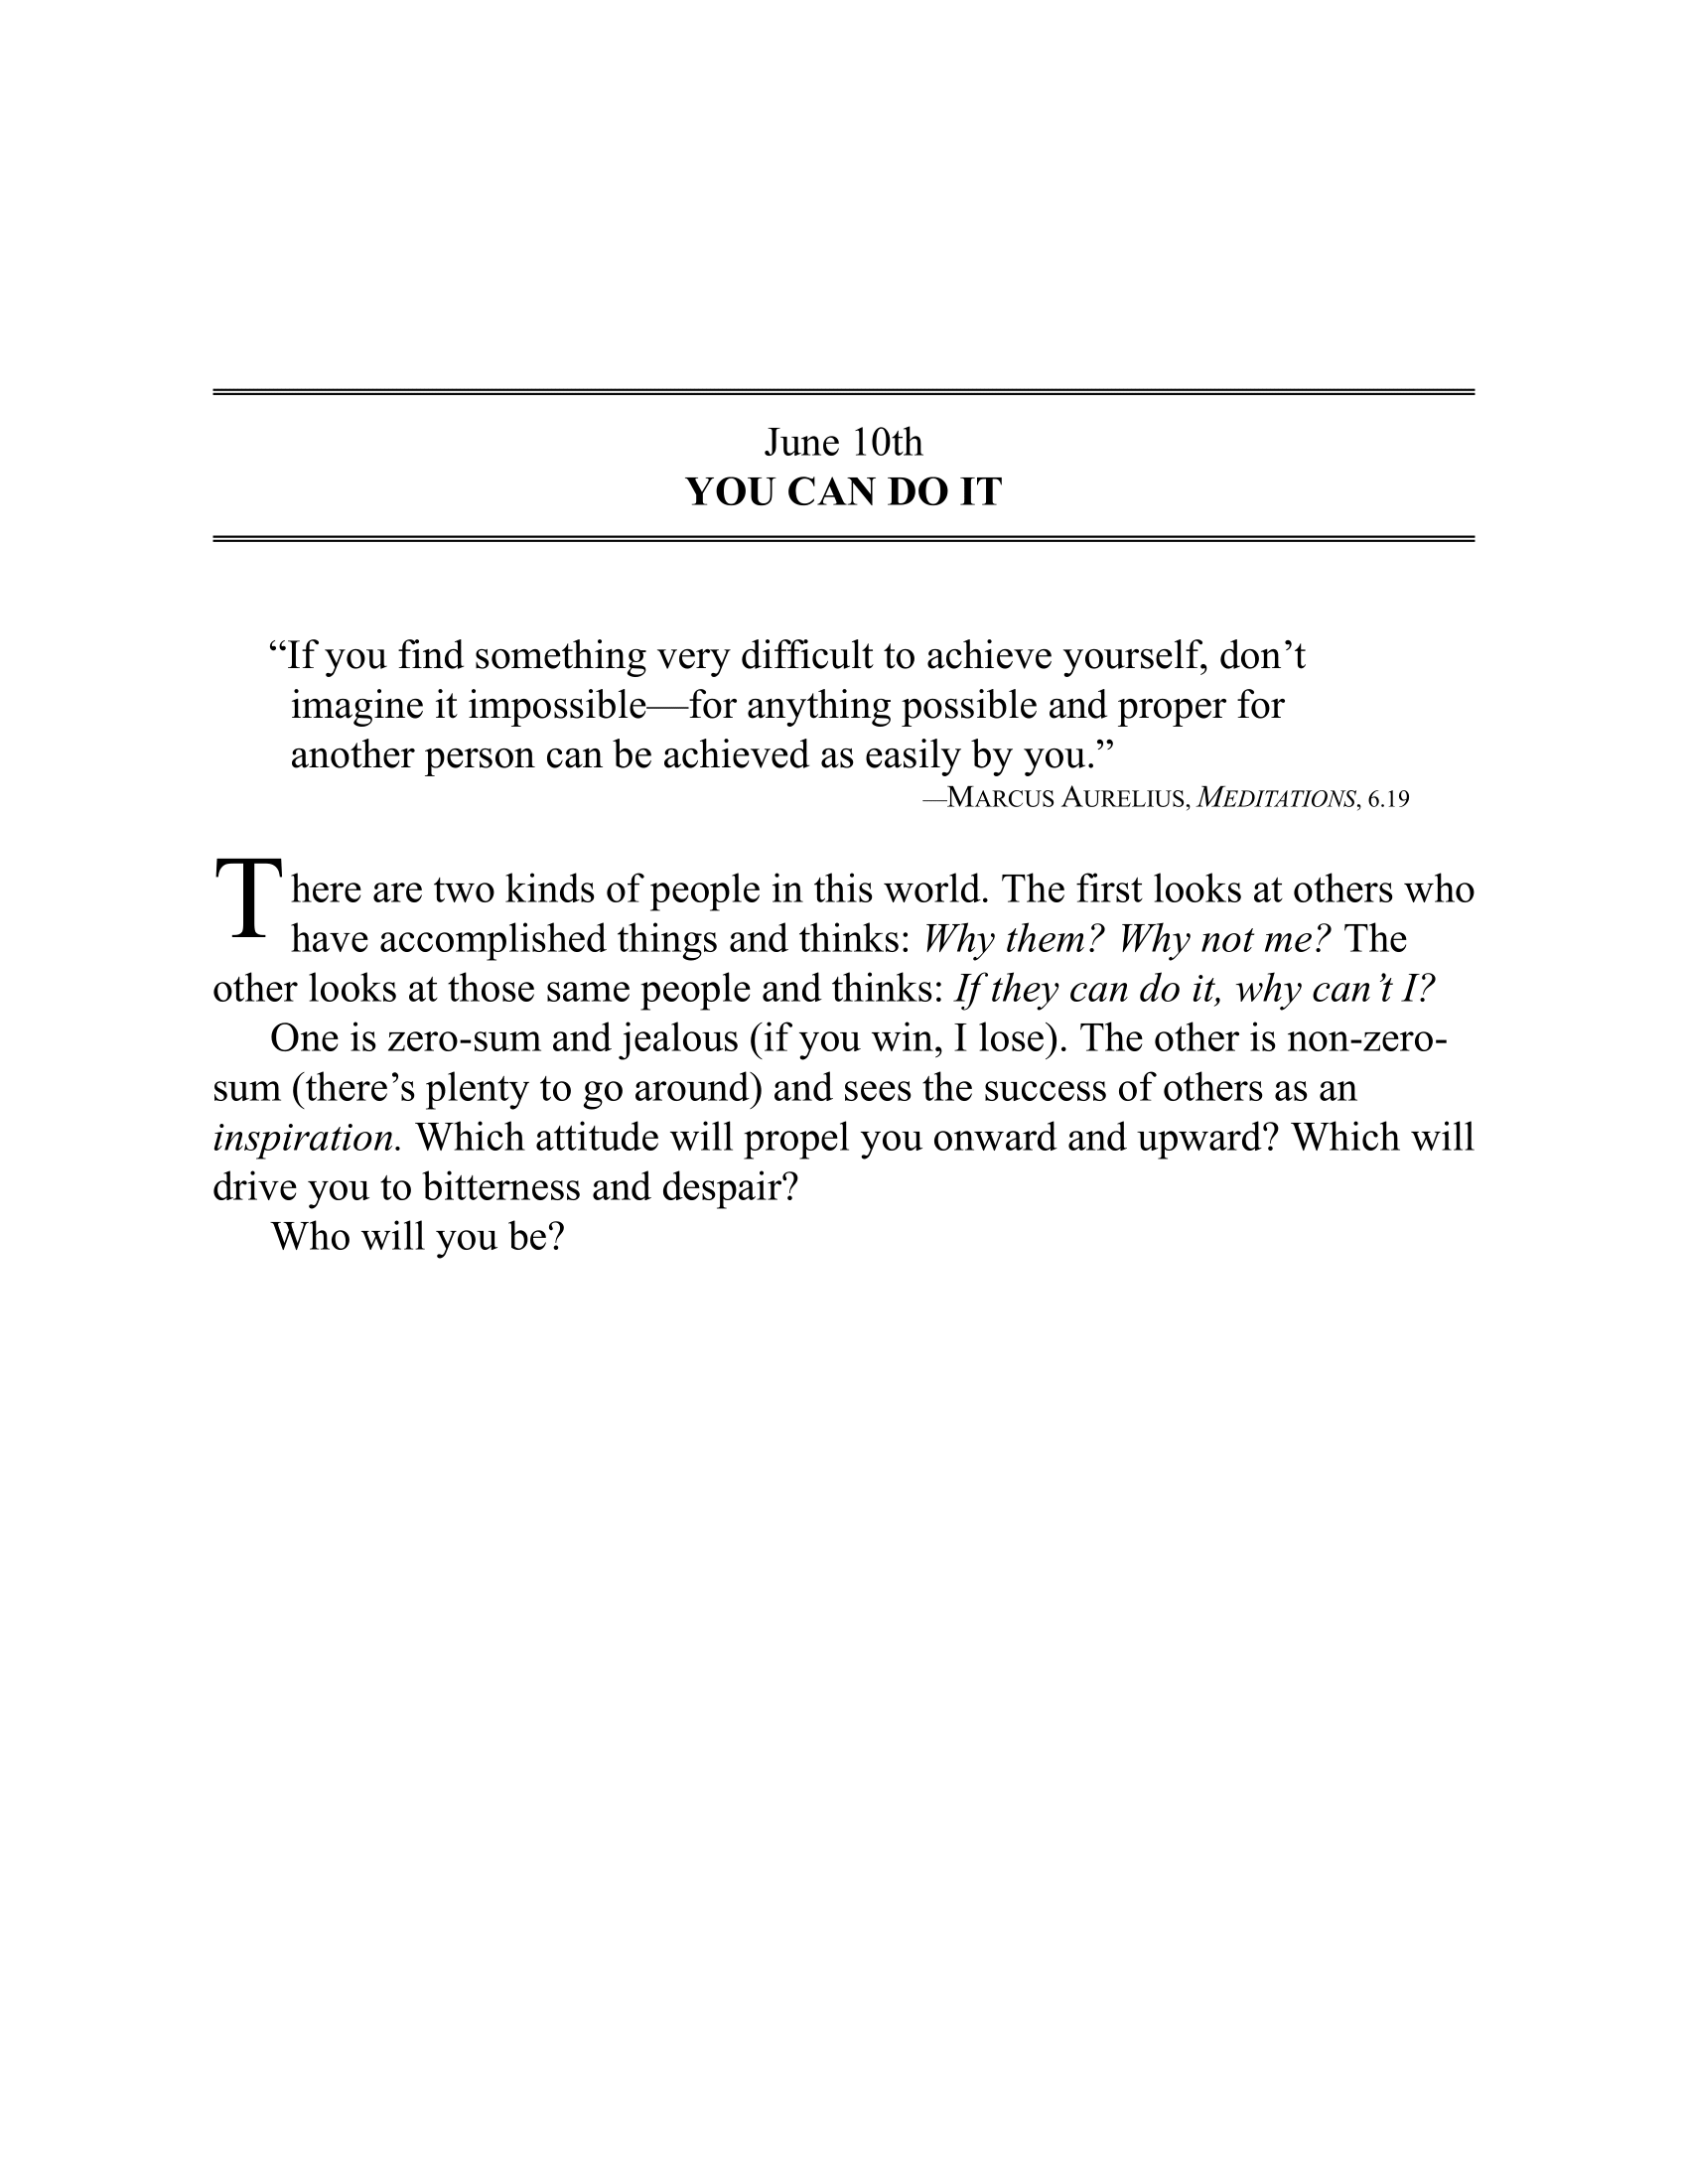 June 10th
YOU CAN DO IT
“If you find something very difficult to achieve yourself, don’t
imagine it impossible—for anything possible and proper for
another person can be achieved as easily by you.”
—MARCUS AURELIUS, MEDITATIONS, 6.19
There are two kinds of people in this world. The first looks at others who
have accomplished things and thinks: Why them? Why not me? The
other looks at those same people and thinks: If they can do it, why can’t I?
One is zero-sum and jealous (if you win, I lose). The other is non-zero-
sum (there’s plenty to go around) and sees the success of others as an
inspiration. Which attitude will propel you onward and upward? Which will
drive you to bitterness and despair?
Who will you be?